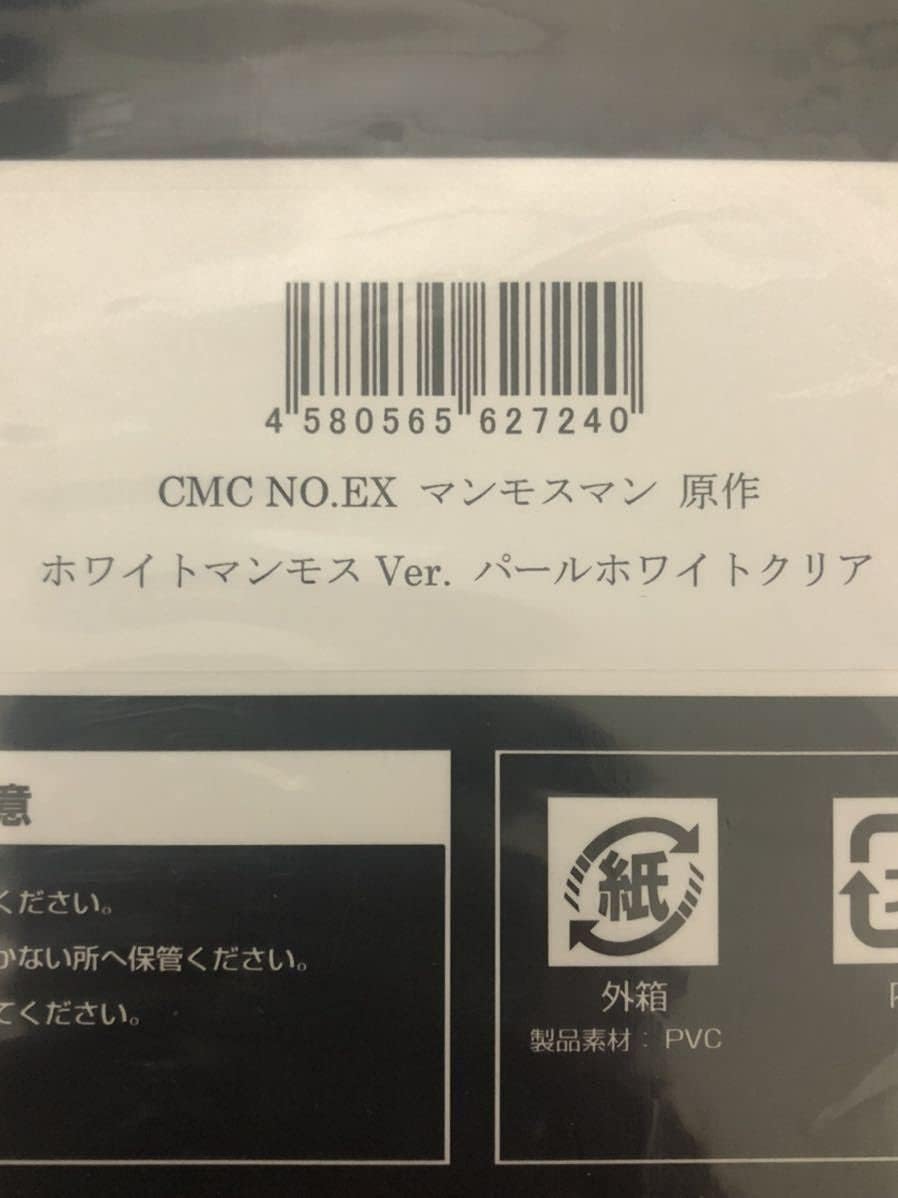 4 580565 627240
CMC NO.EX マンモスマン 原作
ホワイトマンモス Ver. パールホワイトクリア
意
ください。
かない所へ保管ください。
てください。
紙
外箱
製品素材：PVC